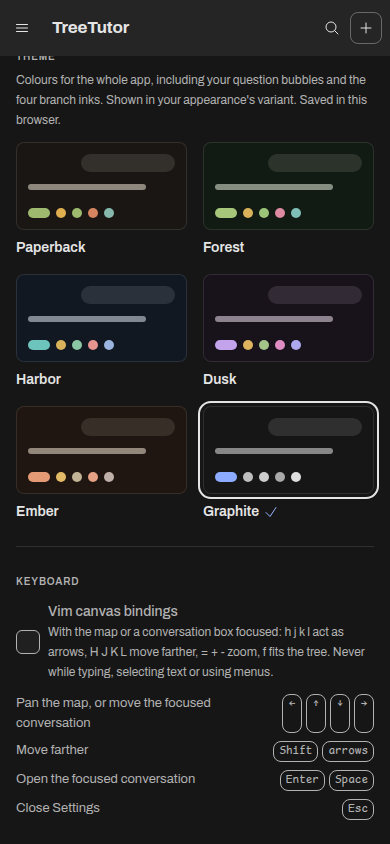 TreeTutor
THEME
Colours for the whole app, including your question bubbles and the
four branch inks. Shown in your appearance's variant. Saved in this
browser.
Paperback
Forest
Harbor
Dusk
Ember
Graphite ✓
KEYBOARD
Vim canvas bindings
With the map or a conversation box focused: h j k l act as
arrows, H J K L move farther, = + - zoom, f fits the tree. Never
while typing, selecting text or using menus.
Pan the map, or move the focused
conversation
← ↑ ↓ →
Move farther
Shift arrows
Open the focused conversation
Enter Space
Close Settings
Esc